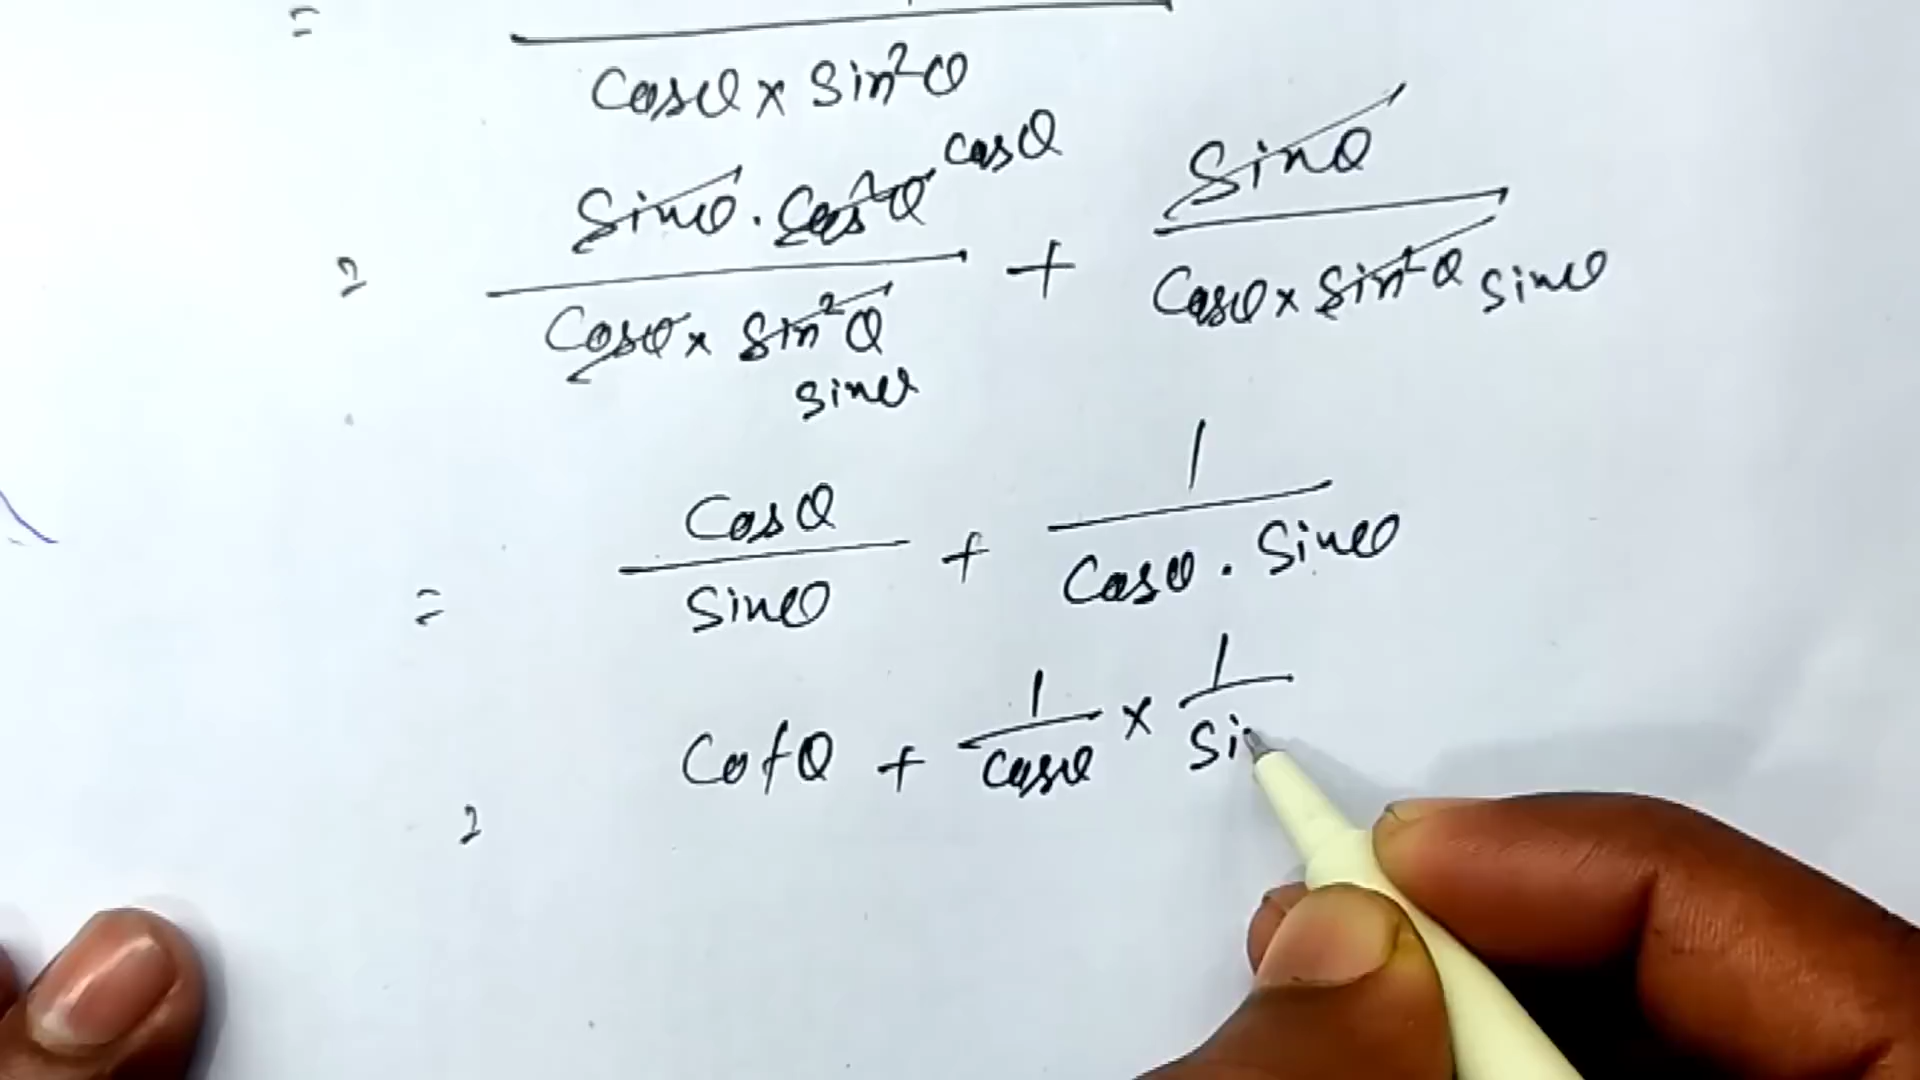 =
Cosθ × Sin²θ
= Sinθ · Cos²θ Cosθ / Cosθ × Sin²θ Sinθ + Sinθ / Cosθ × Sin²θ Sinθ
= Cosθ / Sinθ + 1 / Cosθ · Sinθ
= Cotθ + 1 / Cosθ × 1 / Si